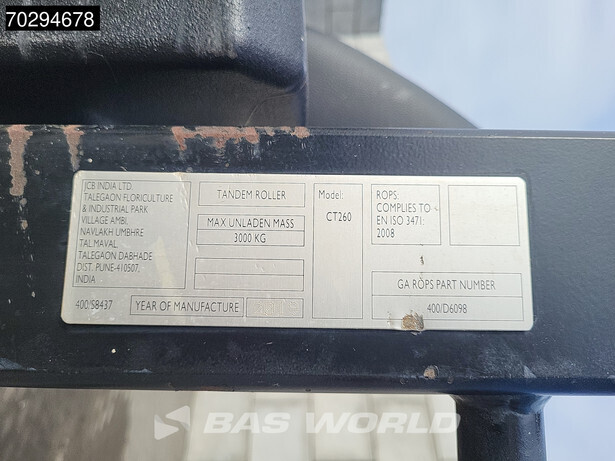 70294678
JCB INDIA LTD.
TALEGAON FLORICULTURE
& INDUSTRIAL PARK
VILLAGE AMBI,
NAVLAKH UMBHRE
TAL.MAVAL,
TALEGAON DABHADE
DIST. PUNE-410507,
INDIA
400/S8437
TANDEM ROLLER
MAX UNLADEN MASS
3000 KG
YEAR OF MANUFACTURE
Model:
CT260
ROPS:
COMPLIES TO
EN ISO 3471:
2008
GA ROPS PART NUMBER
400/D6098
BAS WORLD